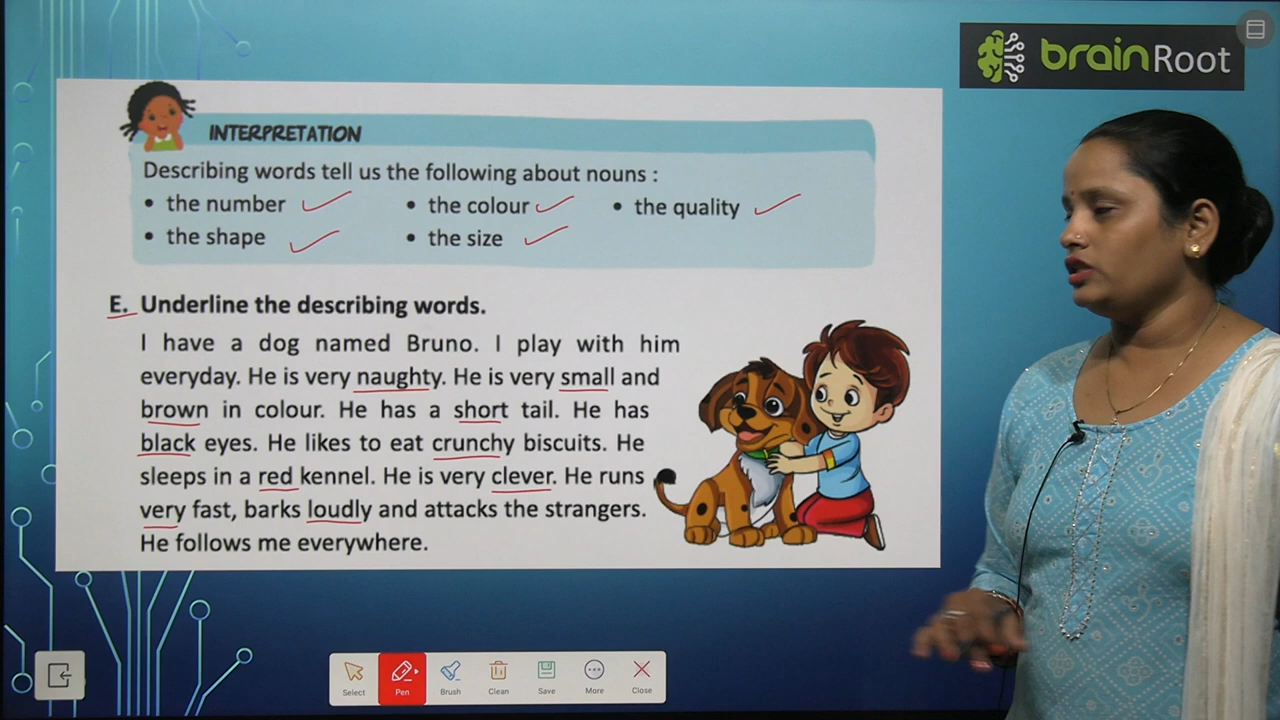 brainRoot
INTERPRETATION
Describing words tell us the following about nouns :
• the number • the colour • the quality
• the shape • the size
E. Underline the describing words.
I have a dog named Bruno. I play with him
everyday. He is very naughty. He is very small and
brown in colour. He has a short tail. He has
black eyes. He likes to eat crunchy biscuits. He
sleeps in a red kennel. He is very clever. He runs
very fast, barks loudly and attacks the strangers.
He follows me everywhere.
Select Pen Brush Clean Save More Close